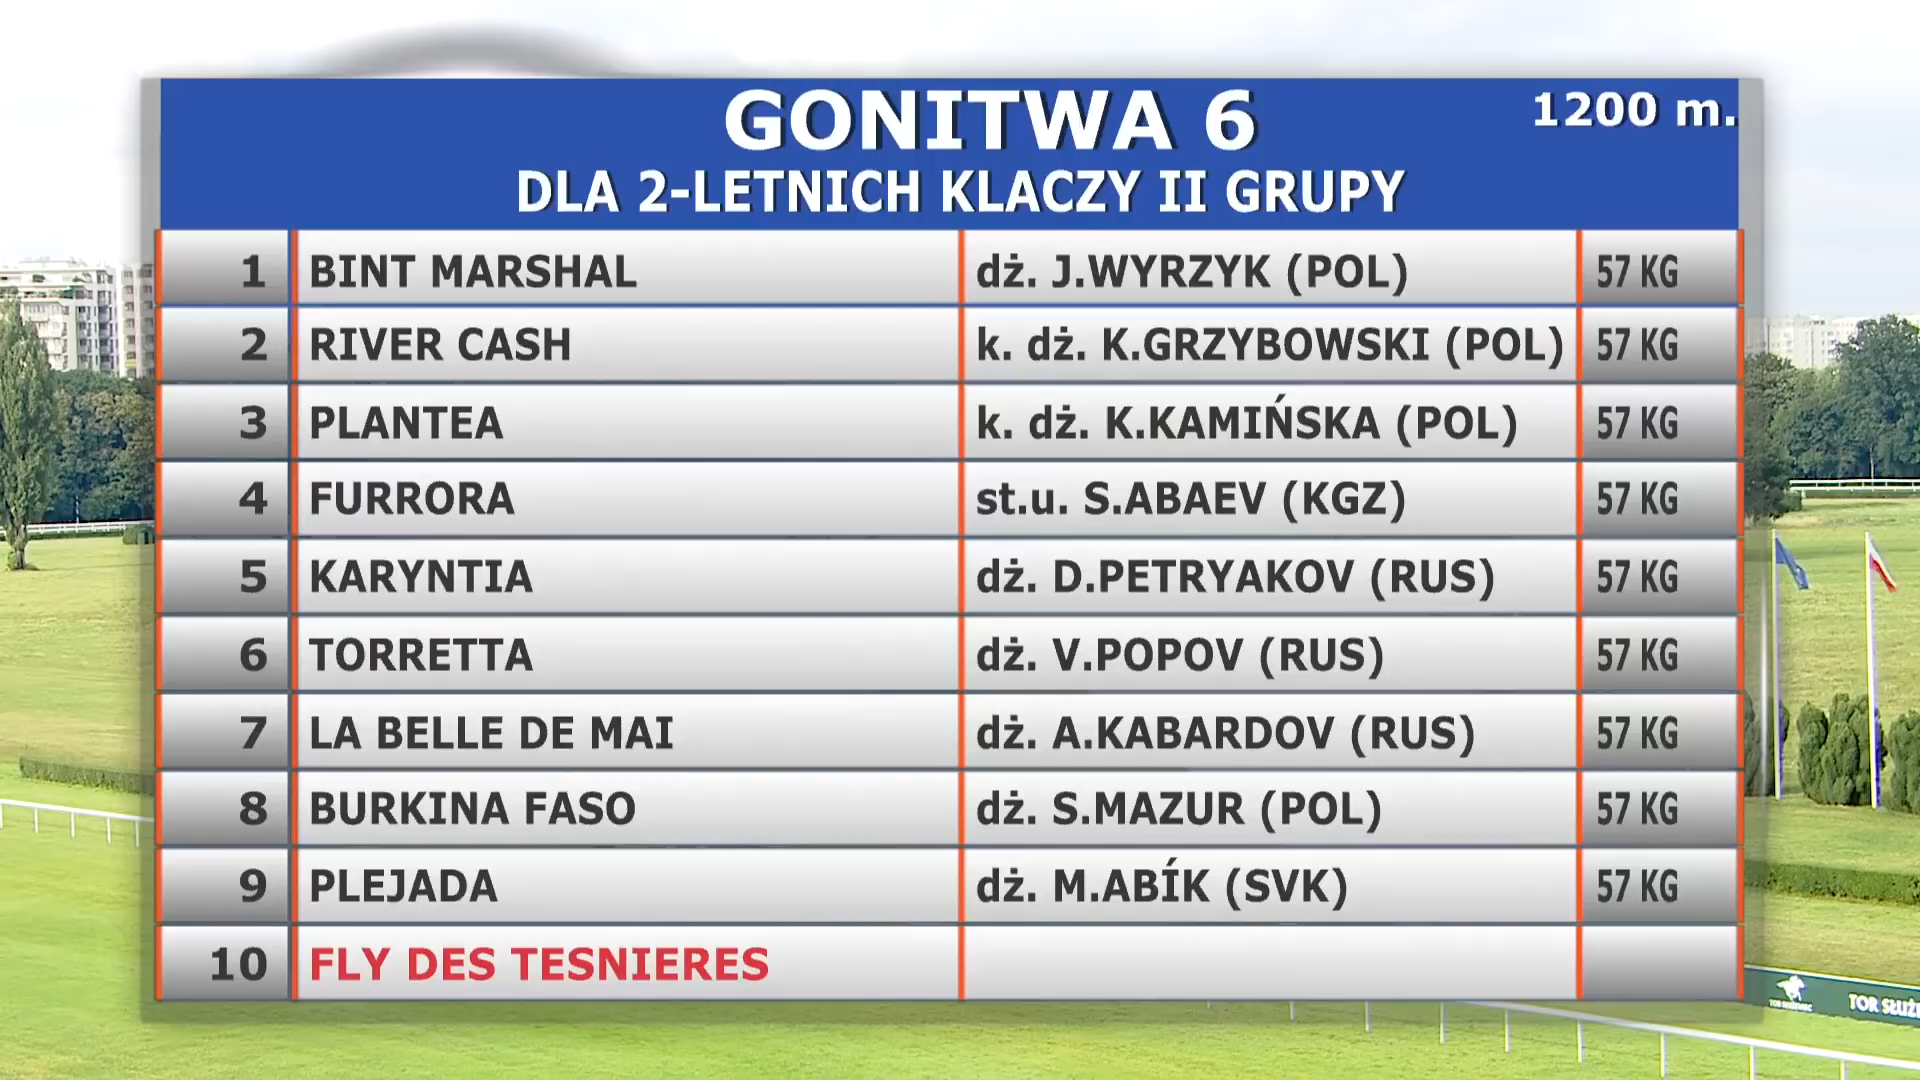 GONITWA 6
1200 m.
DLA 2-LETNICH KLACZY II GRUPY
1 BINT MARSHAL dż. J.WYRZYK (POL) 57 KG
2 RIVER CASH k. dż. K.GRZYBOWSKI (POL) 57 KG
3 PLANTEA k. dż. K.KAMIŃSKA (POL) 57 KG
4 FURRORA st.u. S.ABAEV (KGZ) 57 KG
5 KARYNTIA dż. D.PETRYAKOV (RUS) 57 KG
6 TORRETTA dż. V.POPOV (RUS) 57 KG
7 LA BELLE DE MAI dż. A.KABARDOV (RUS) 57 KG
8 BURKINA FASO dż. S.MAZUR (POL) 57 KG
9 PLEJADA dż. M.ABÍK (SVK) 57 KG
10 FLY DES TESNIERES
TOR